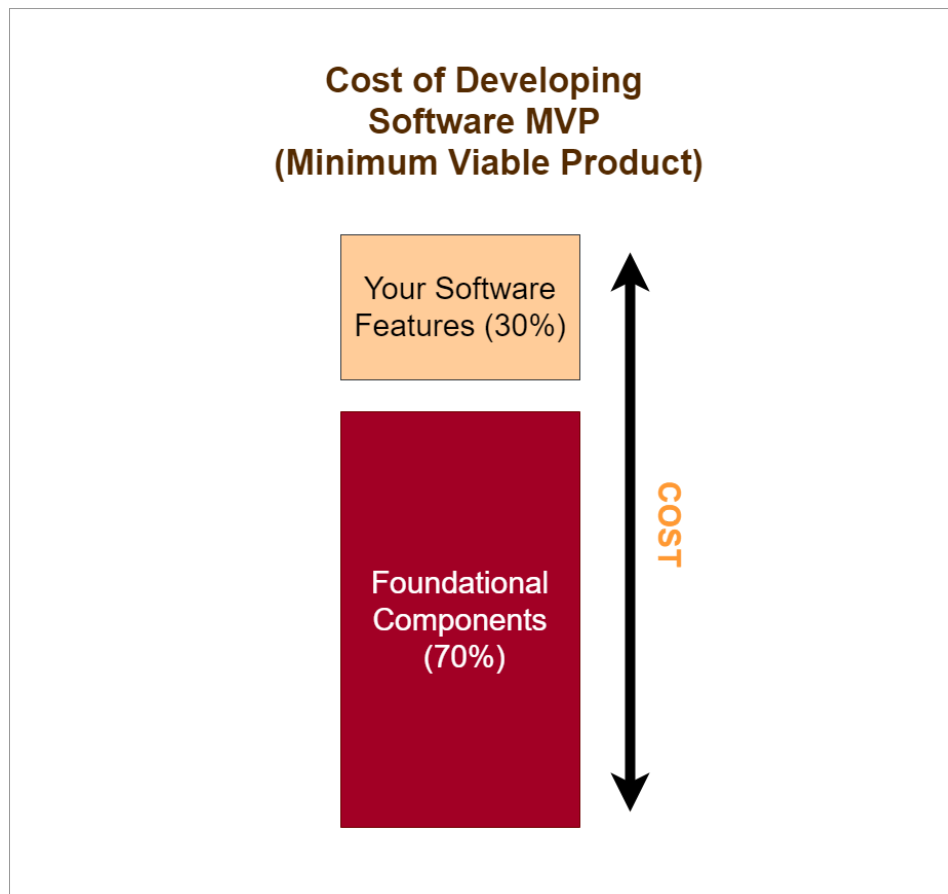 Cost of Developing
Software MVP
(Minimum Viable Product)
Your Software
Features (30%)
COST
Foundational
Components
(70%)